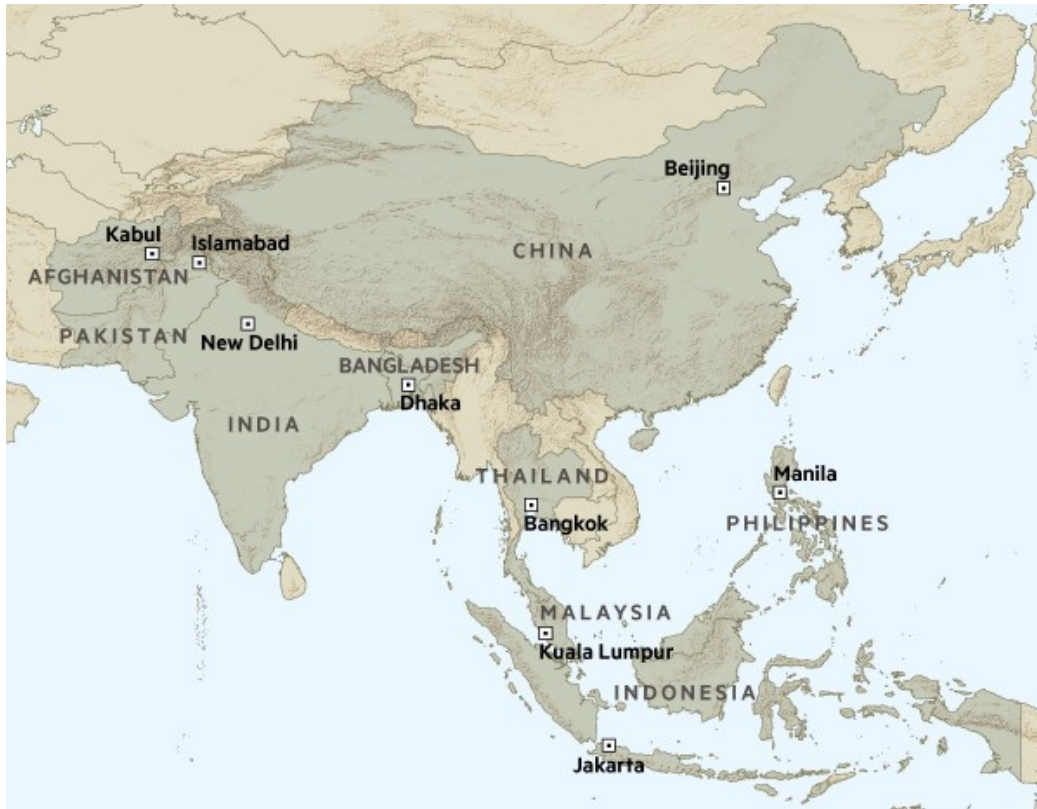 Beijing
Kabul
Islamabad
CHINA
AFGHANISTAN
PAKISTAN
New Delhi
BANGLADESH
Dhaka
INDIA
THAILAND
Manila
Bangkok
PHILIPPINES
MALAYSIA
Kuala Lumpur
INDONESIA
Jakarta